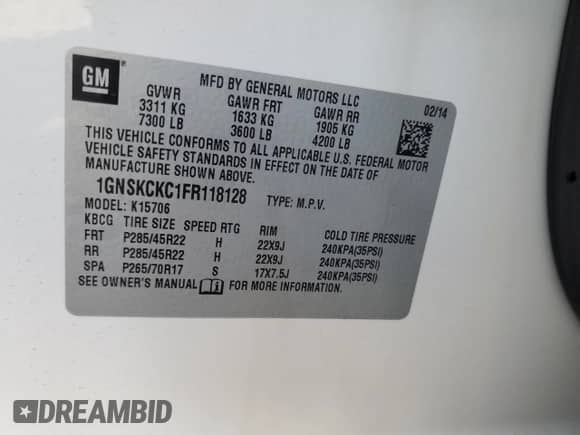 GM
MFD BY GENERAL MOTORS LLC
02/14
GVWR GAWR FRT GAWR RR
3311 KG 1633 KG 1905 KG
7300 LB 3600 LB 4200 LB
THIS VEHICLE CONFORMS TO ALL APPLICABLE U.S. FEDERAL MOTOR
VEHICLE SAFETY STANDARDS IN EFFECT ON THE DATE OF
MANUFACTURE SHOWN ABOVE.
1GNSKCKC1FR118128 TYPE: M.P.V.
MODEL: K15706
KBCG TIRE SIZE SPEED RTG RIM COLD TIRE PRESSURE
FRT P285/45R22 H 22X9J 240KPA(35PSI)
RR P285/45R22 H 22X9J 240KPA(35PSI)
SPA P265/70R17 S 17X7.5J 240KPA(35PSI)
SEE OWNER'S MANUAL FOR MORE INFORMATION.
DREAMBID